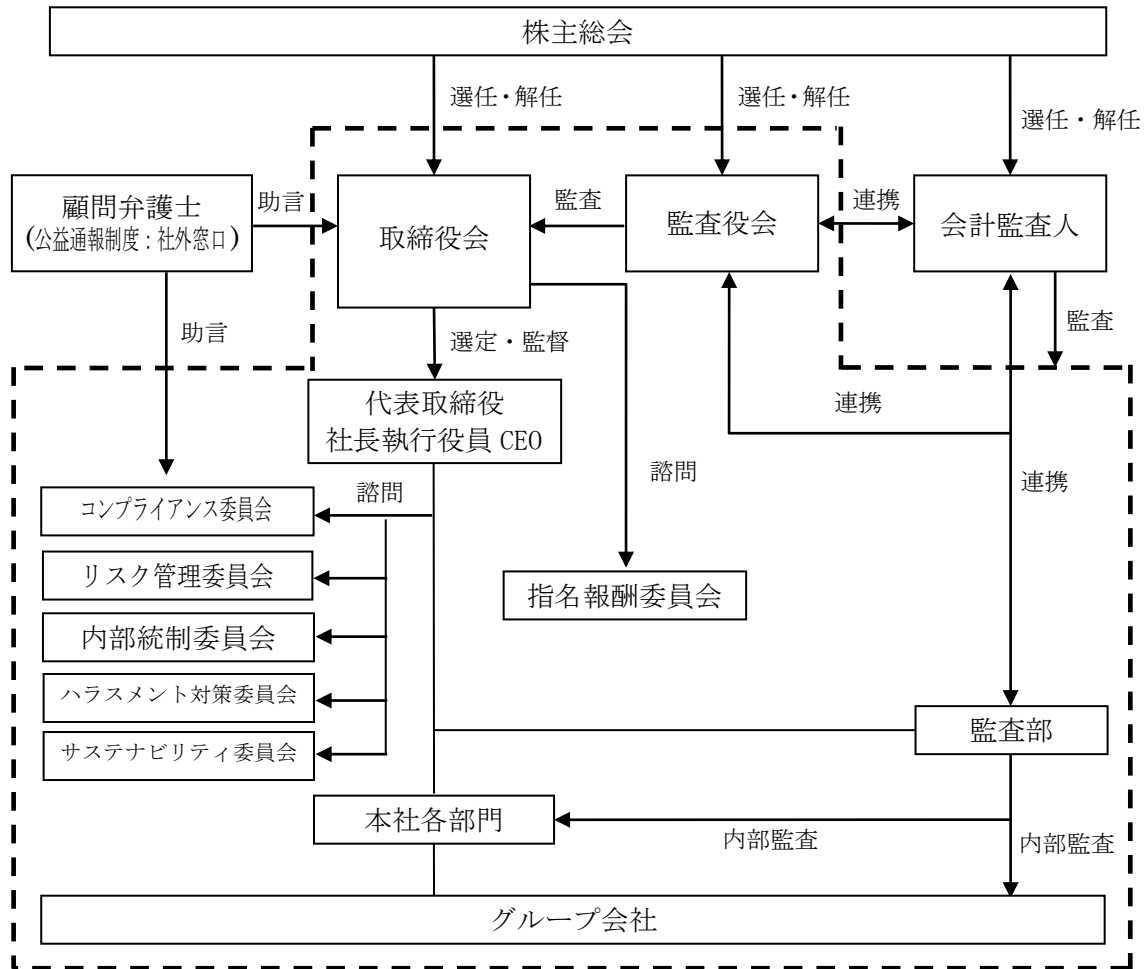 株主総会
選任・解任
選任・解任
選任・解任
顧問弁護士
(公益通報制度：社外窓口)
助言
取締役会
監査
監査役会
連携
会計監査人
助言
選定・監督
監査
代表取締役
社長執行役員 CEO
連携
諮問
諮問
連携
コンプライアンス委員会
リスク管理委員会
指名報酬委員会
内部統制委員会
ハラスメント対策委員会
監査部
サステナビリティ委員会
本社各部門
内部監査
内部監査
グループ会社